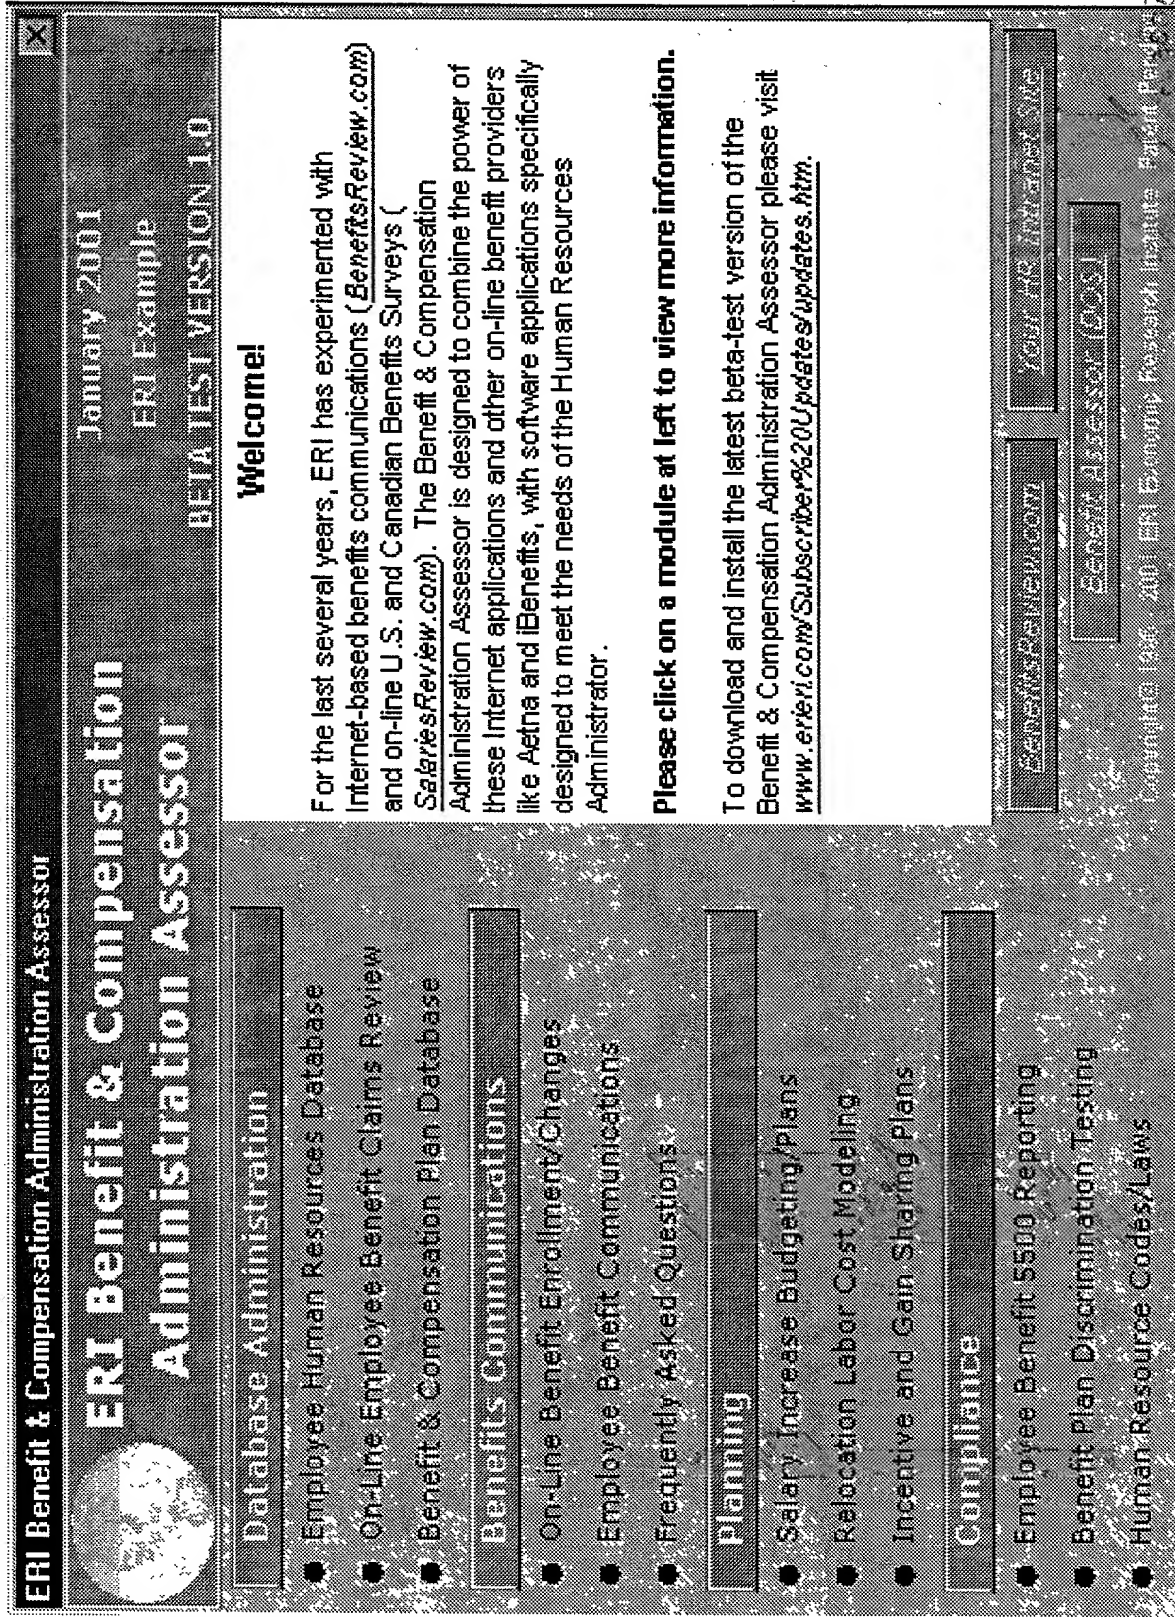 ERI Benefit & Compensation Administration Assessor
ERI Benefit & Compensation
Administration Assessor
January 2001
ERI Example
BETA TEST VERSION 1.0
Database Administration
Employee Human Resources Database
On-Line Employee Benefit Claims Review
Benefit & Compensation Plan Database
Benefits Communications
On-Line Benefit Enrollment/Changes
Employee Benefit Communications
Frequently Asked Questions
Planning
Salary Increase Budgeting/Plans
Relocation Labor Cost Modeling
Incentive and Gain Sharing Plans
Compliance
Employee Benefit 5500 Reporting
Benefit Plan Discrimination Testing
Human Resource Codes/Laws
Welcome!
For the last several years, ERI has experimented with
Internet-based benefits communications (BenefitsReview.com)
and on-line U.S. and Canadian Benefits Surveys (
SalariesReview.com). The Benefit & Compensation
Administration Assessor is designed to combine the power of
these Internet applications and other on-line benefit providers
like Aetna and iBenefits, with software applications specifically
designed to meet the needs of the Human Resources
Administrator.
Please click on a module at left to view more information.
To download and install the latest beta-test version of the
Benefit & Compensation Administration Assessor please visit
www.erieri.com/Subscriber%20Updates/updates.htm.
BenefitsReview.com
Your HR Intranet Site
Benefit Assessor (DOS)
2001 ERI Economic Research Institute Patent Pending